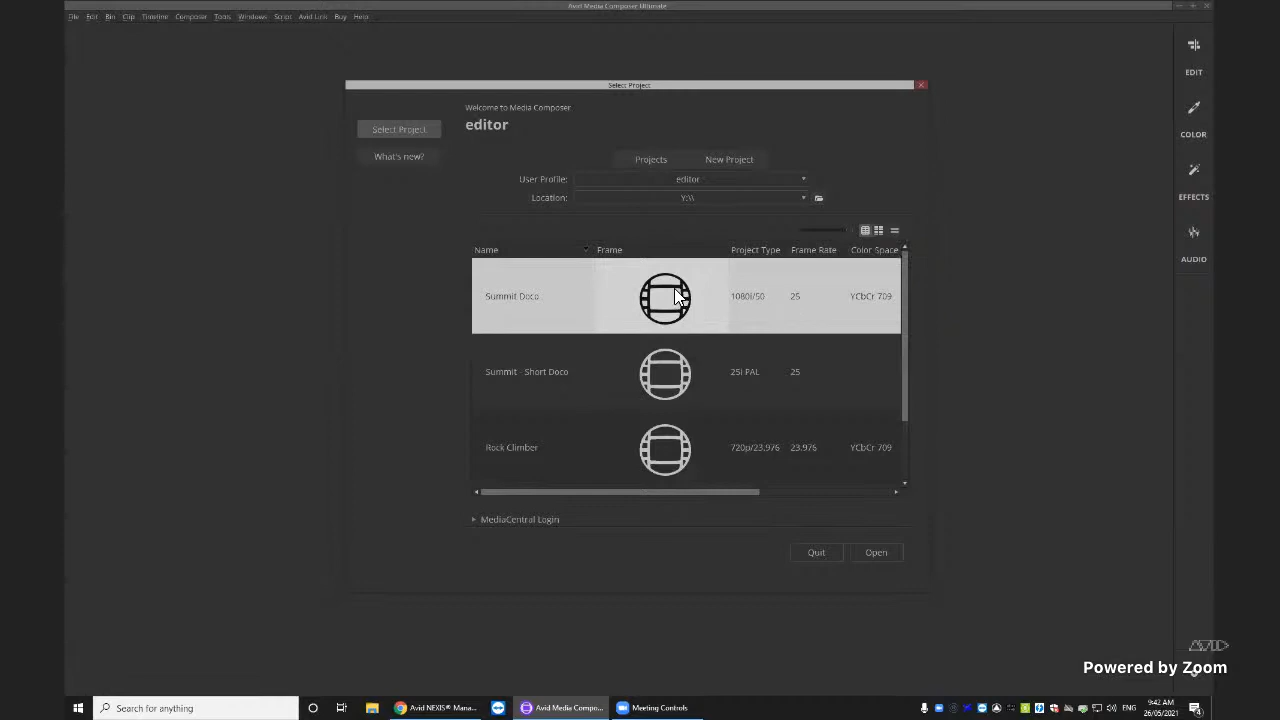 Avid Media Composer Ultimate
File Edit Bin Clip Timeline Composer Tools Windows Script Avid Link Buy Help
Select Project
Welcome to Media Composer
editor
Select Project
What's new?
Projects New Project
User Profile: editor
Location: Y:\\
Name Frame Project Type Frame Rate Color Space
Summit Doco 1080i/50 25 YCbCr 709
Summit - Short Doco 25i PAL 25
Rock Climber 720p/23.976 23.976 YCbCr 709
MediaCentral Login
Quit Open
EDIT
COLOR
EFFECTS
AUDIO
AVID
Powered by Zoom
Search for anything
Avid NEXIS® Mana...
Avid Media Compo...
Meeting Controls
ENG
9:42 AM
26/05/2021